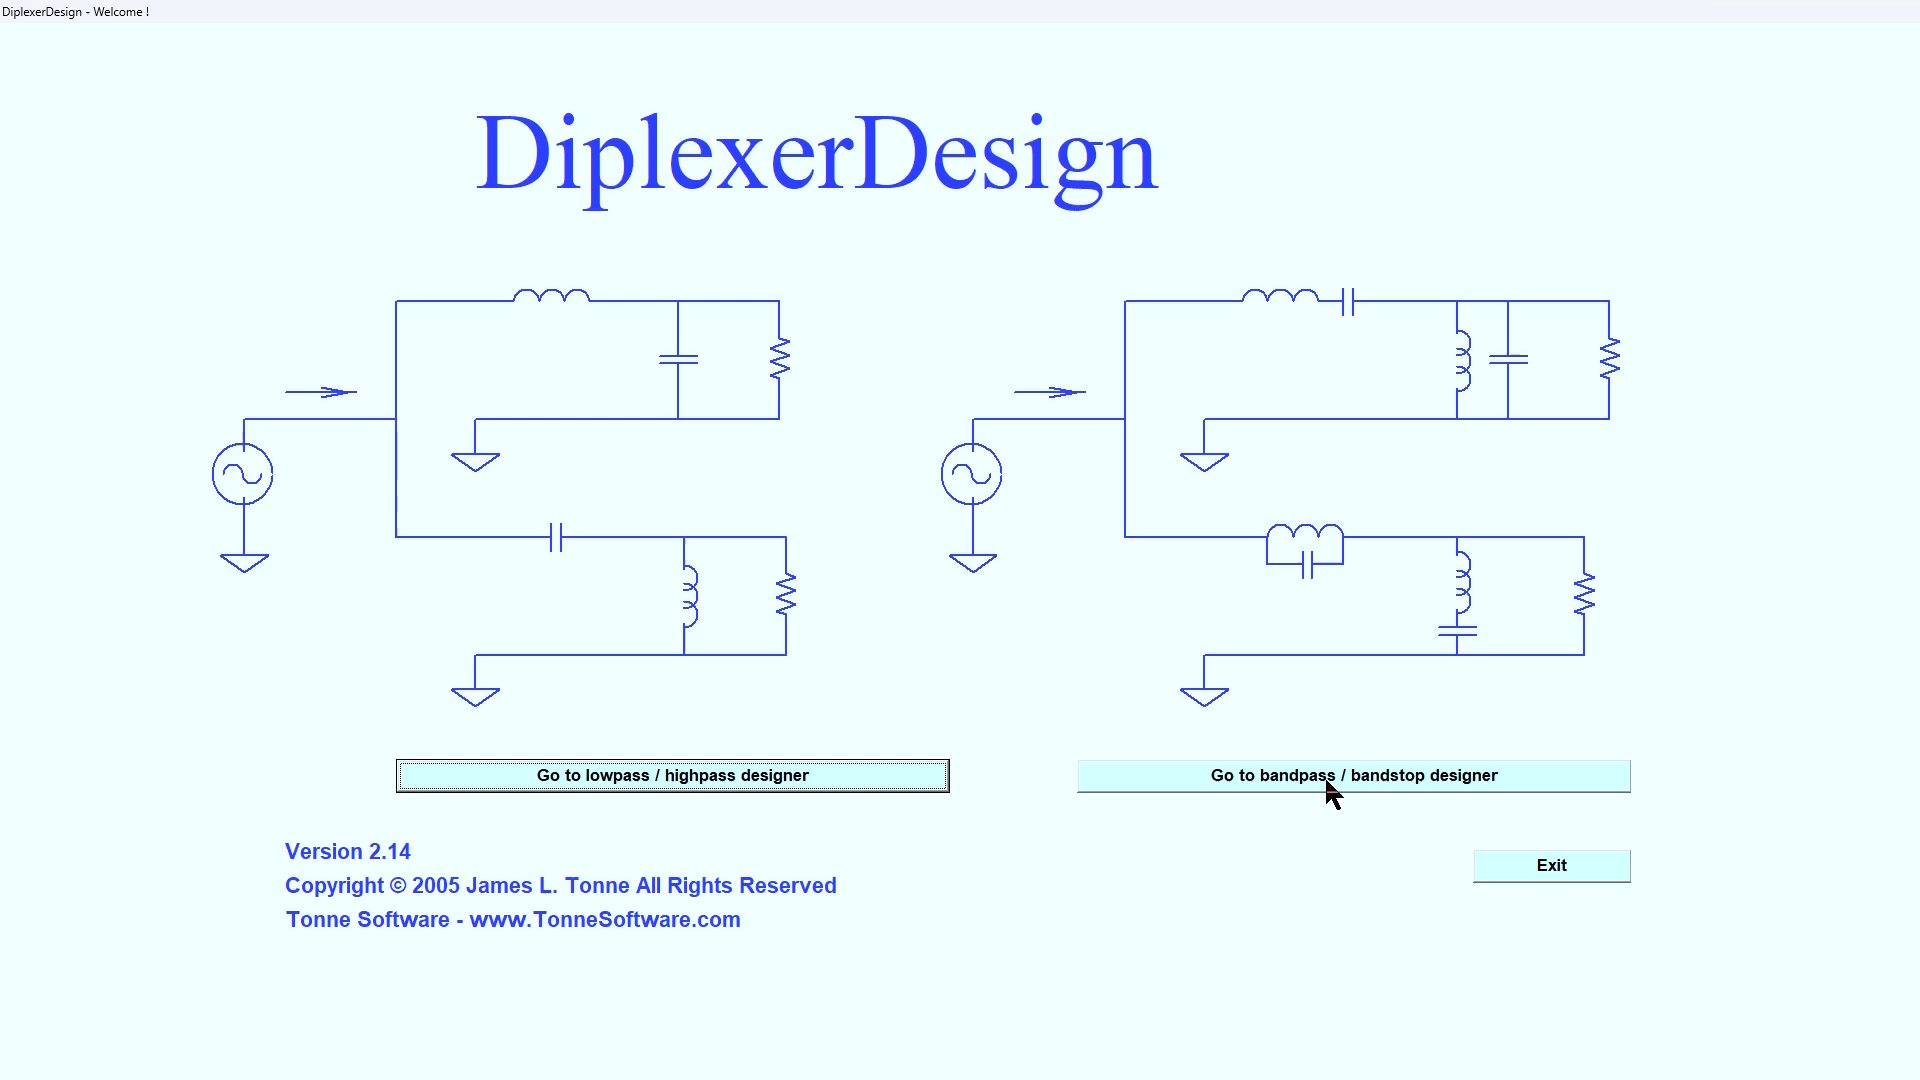 DiplexerDesign - Welcome !
DiplexerDesign
Go to lowpass / highpass designer
Go to bandpass / bandstop designer
Version 2.14
Exit
Copyright © 2005 James L. Tonne All Rights Reserved
Tonne Software - www.TonneSoftware.com